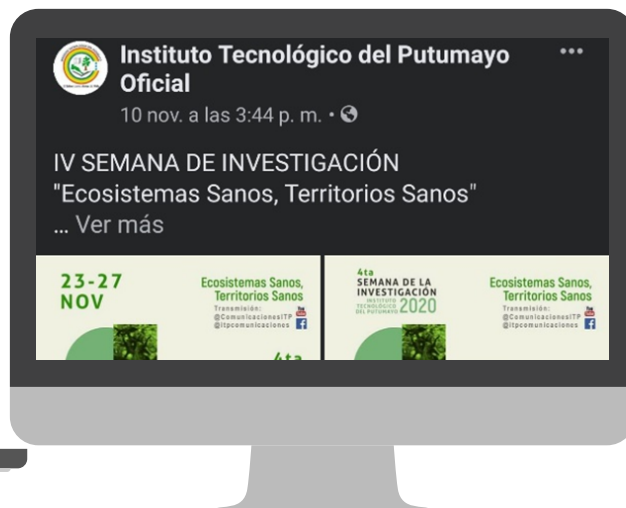 Instituto Tecnológico del Putumayo
Oficial
10 nov. a las 3:44 p. m. •
IV SEMANA DE INVESTIGACIÓN
"Ecosistemas Sanos, Territorios Sanos"
... Ver más
23-27
NOV
Ecosistemas Sanos,
Territorios Sanos
Transmisión:
@ComunicacionesITP
@itpcomunicaciones
4ta
4ta
SEMANA DE LA
INVESTIGACIÓN
INSTITUTO
TECNOLÓGICO
DEL PUTUMAYO 2020
Ecosistemas Sanos,
Territorios Sanos
Transmisión:
@ComunicacionesITP
@itpcomunicaciones